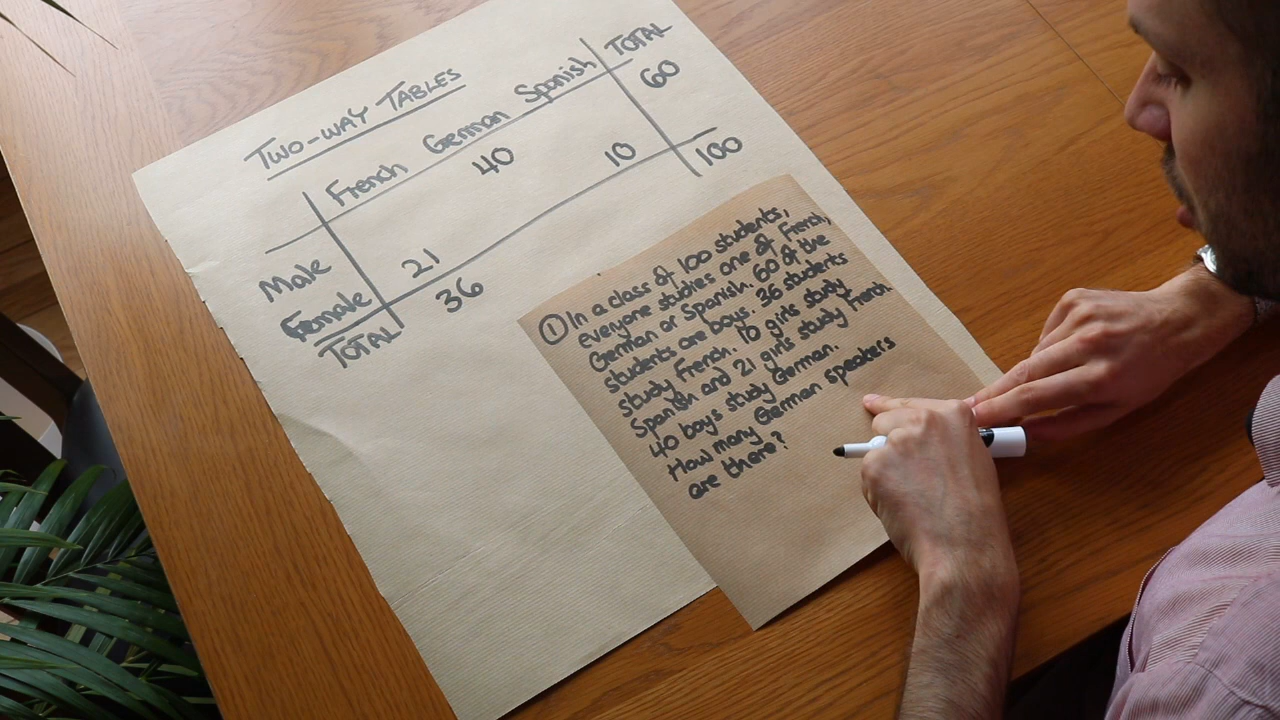 TWO-WAY TABLES
French German Spanish TOTAL
Male 40 60
Female 21 10
TOTAL 36 100
① In a class of 100 students,
everyone studies one of French,
German or Spanish. 60 of the
students are boys. 36 students
study French. 10 girls study
Spanish and 21 girls study French.
40 boys study German.
How many German speakers
are there?